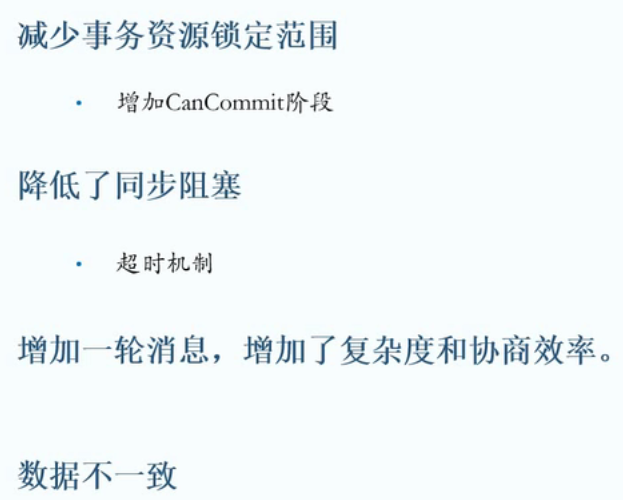 减少事务资源锁定范围
• 增加CanCommit阶段
降低了同步阻塞
• 超时机制
增加一轮消息，增加了复杂度和协商效率。
数据不一致